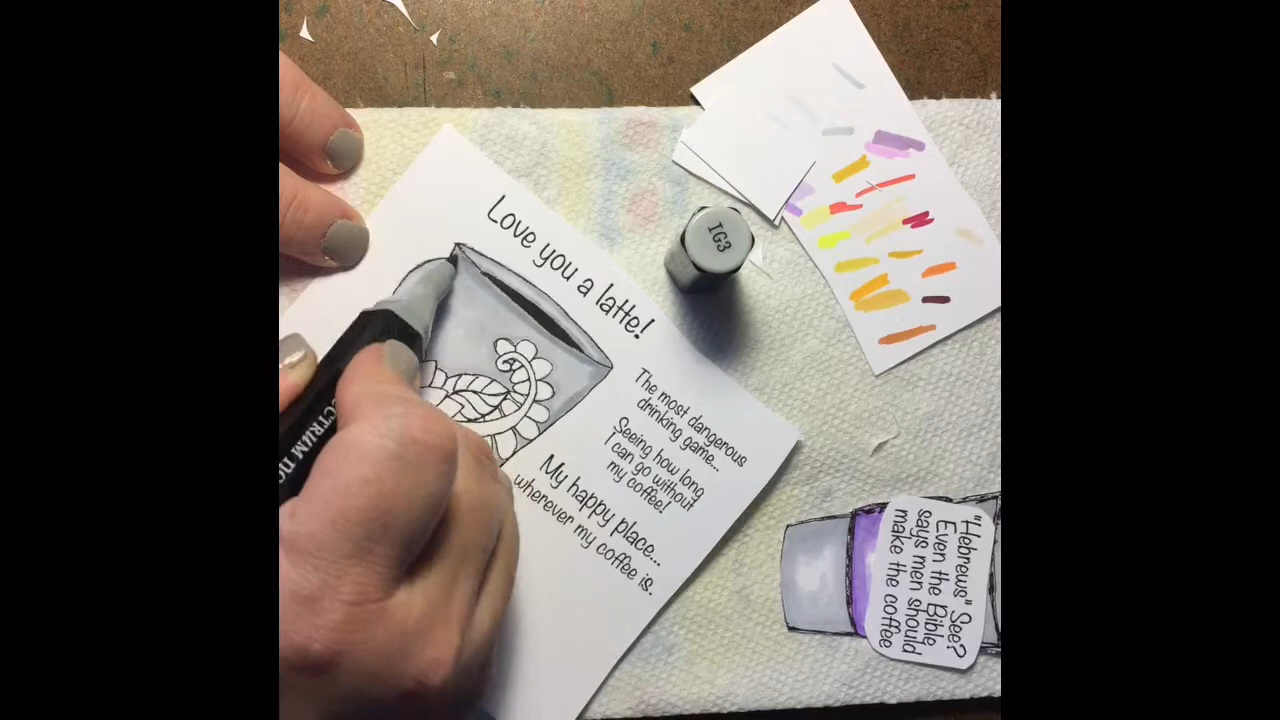 Love you a latte!
The most dangerous
drinking game...
Seeing how long
I can go without
my coffee!
My happy place...
wherever my coffee is.
IG3
"Hebrews" See?
Even the Bible
says men should
make the coffee